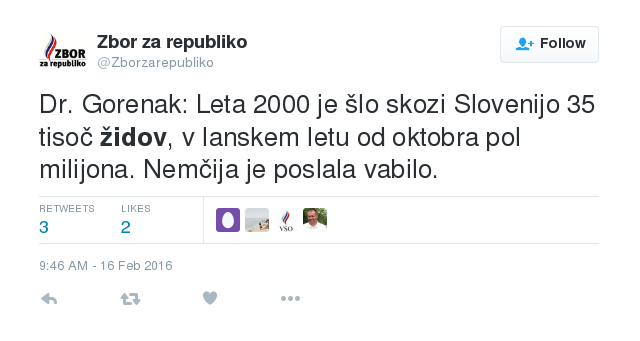 ZBOR
za republiko
Zbor za republiko
@Zborzarepubliko
Follow
Dr. Gorenak: Leta 2000 je šlo skozi Slovenijo 35
tisoč židov, v lanskem letu od oktobra pol
milijona. Nemčija je poslala vabilo.
RETWEETS
3
LIKES
2
VSO
9:46 AM - 16 Feb 2016